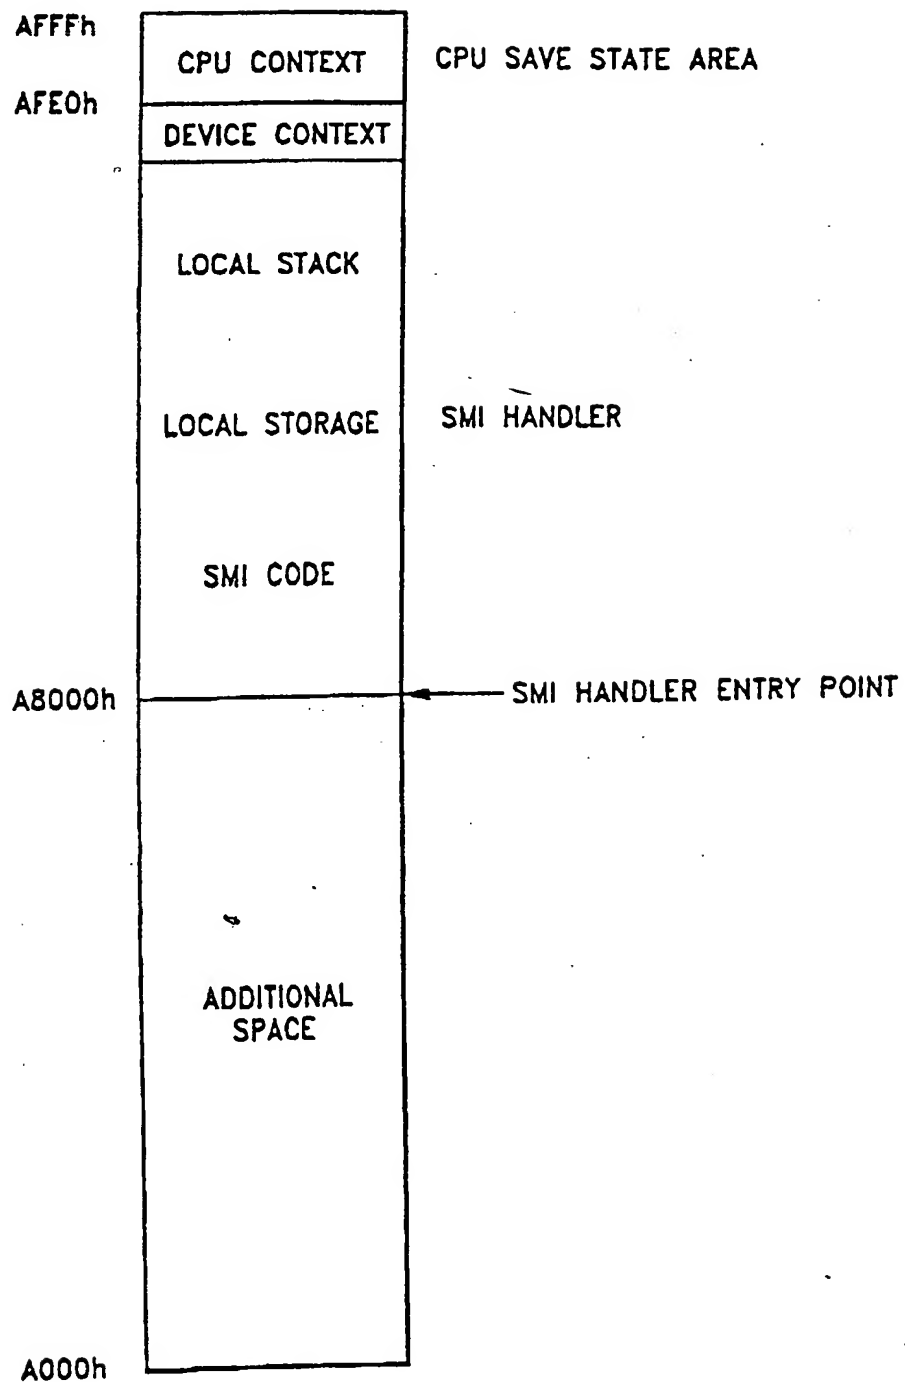 AFFFh
CPU CONTEXT
CPU SAVE STATE AREA
AFE0h
DEVICE CONTEXT
LOCAL STACK
LOCAL STORAGE
SMI HANDLER
SMI CODE
A8000h
SMI HANDLER ENTRY POINT
ADDITIONAL
SPACE
A000h